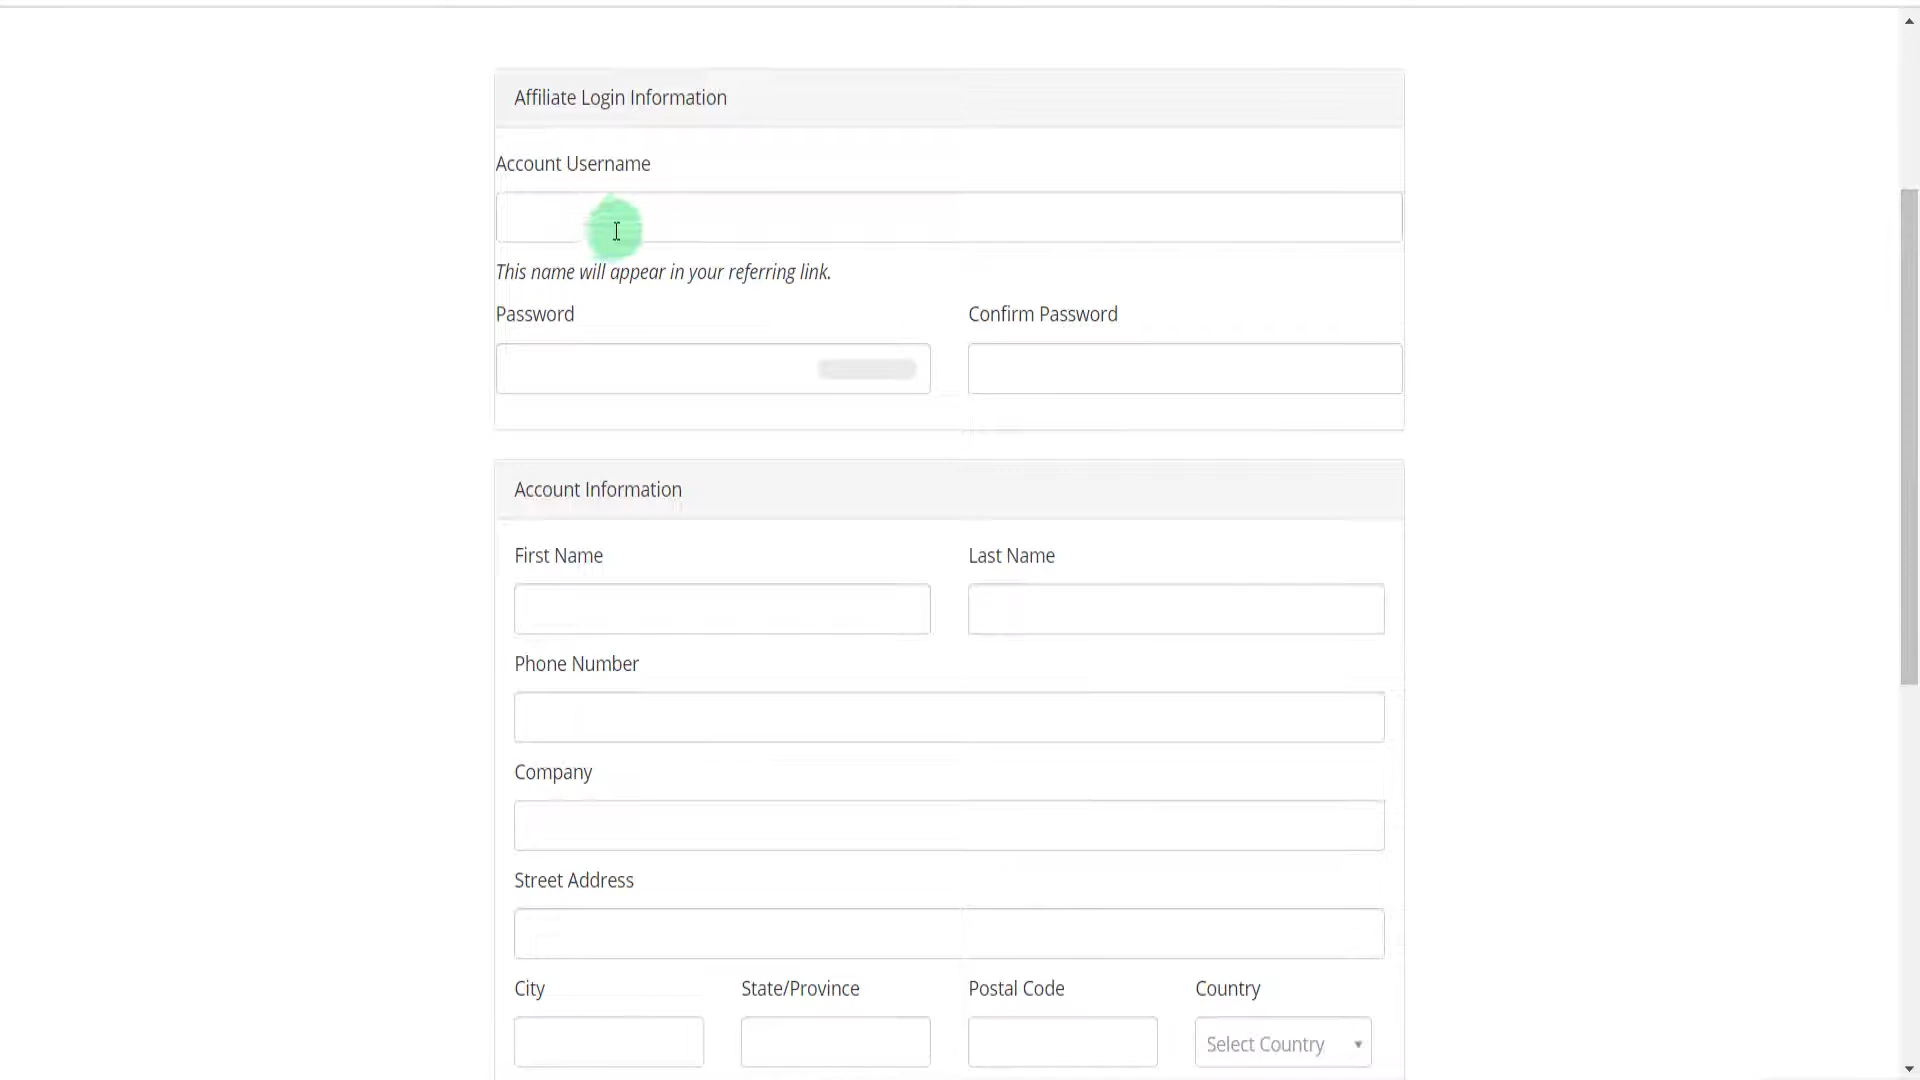 Affiliate Login Information
Account Username
This name will appear in your referring link.
Password Confirm Password
Account Information
First Name Last Name
Phone Number
Company
Street Address
City State/Province Postal Code Country
Select Country